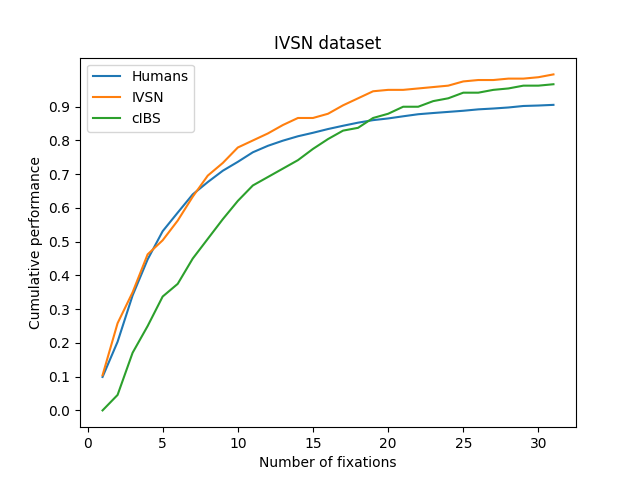 IVSN dataset
Humans
IVSN
cIBS
Cumulative performance
0.9
0.8
0.7
0.6
0.5
0.4
0.3
0.2
0.1
0.0
0 5 10 15 20 25 30
Number of fixations